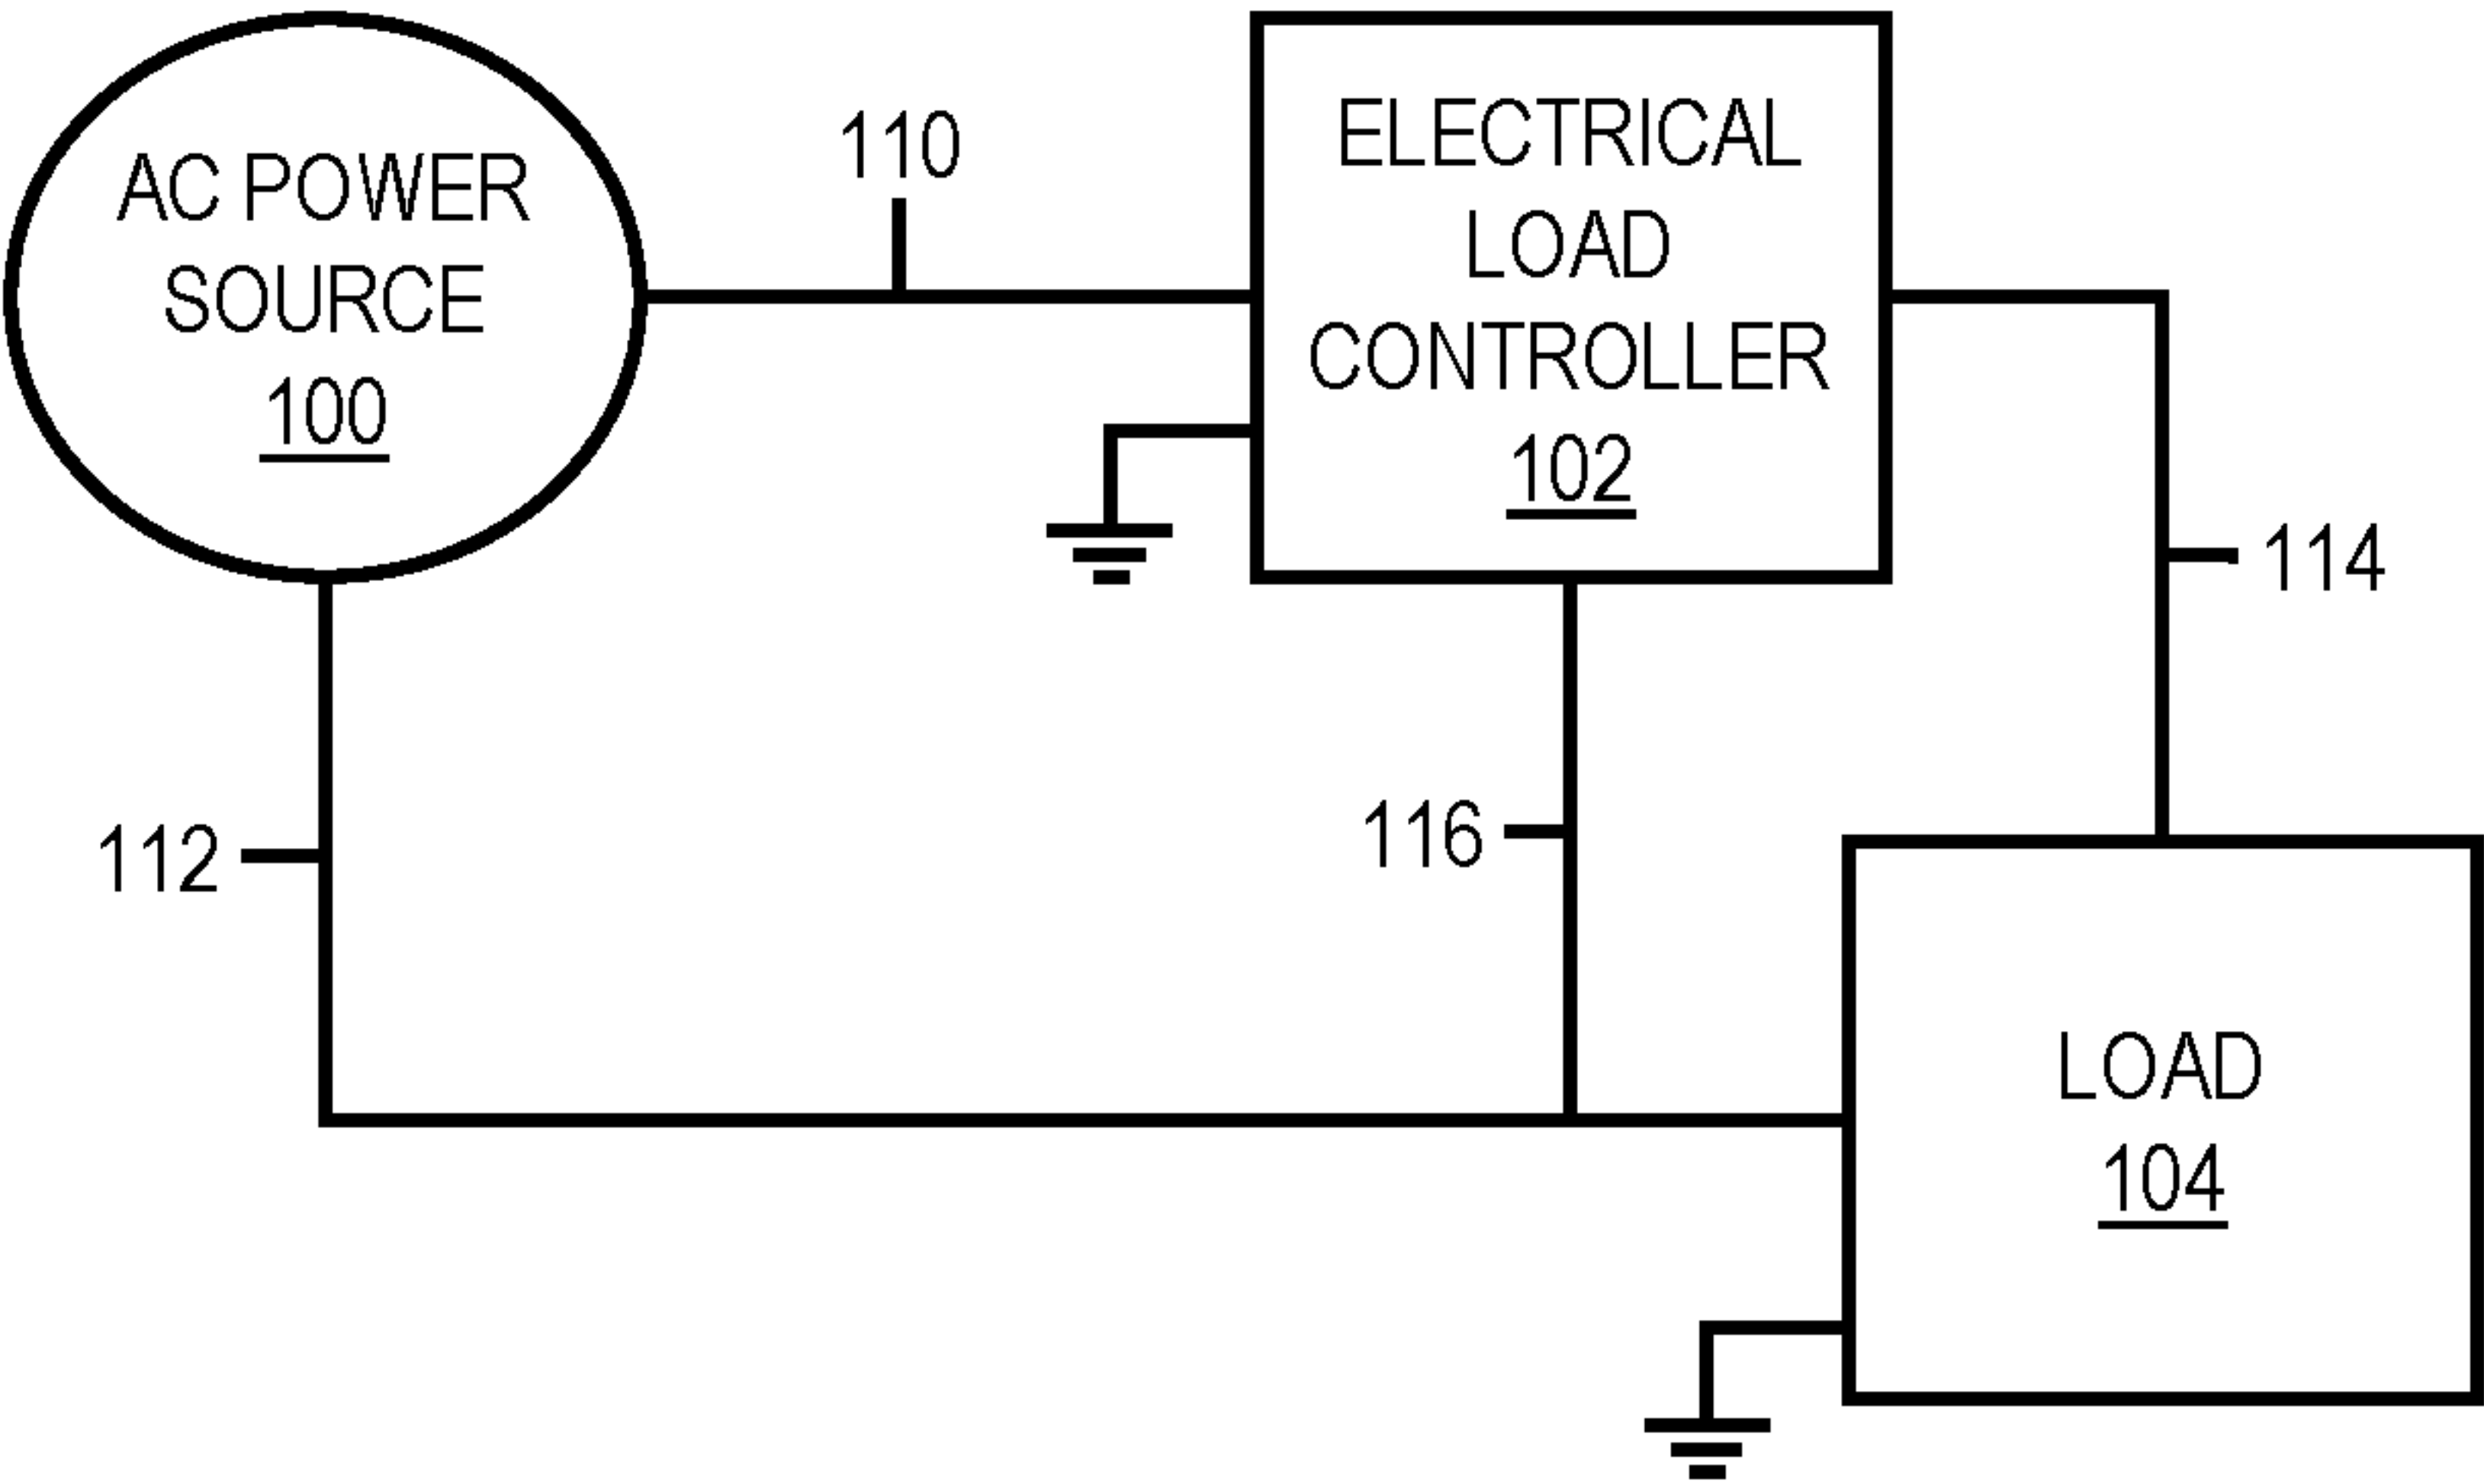 AC POWER
SOURCE
100
110
ELECTRICAL
LOAD
CONTROLLER
102
114
112
116
LOAD
104